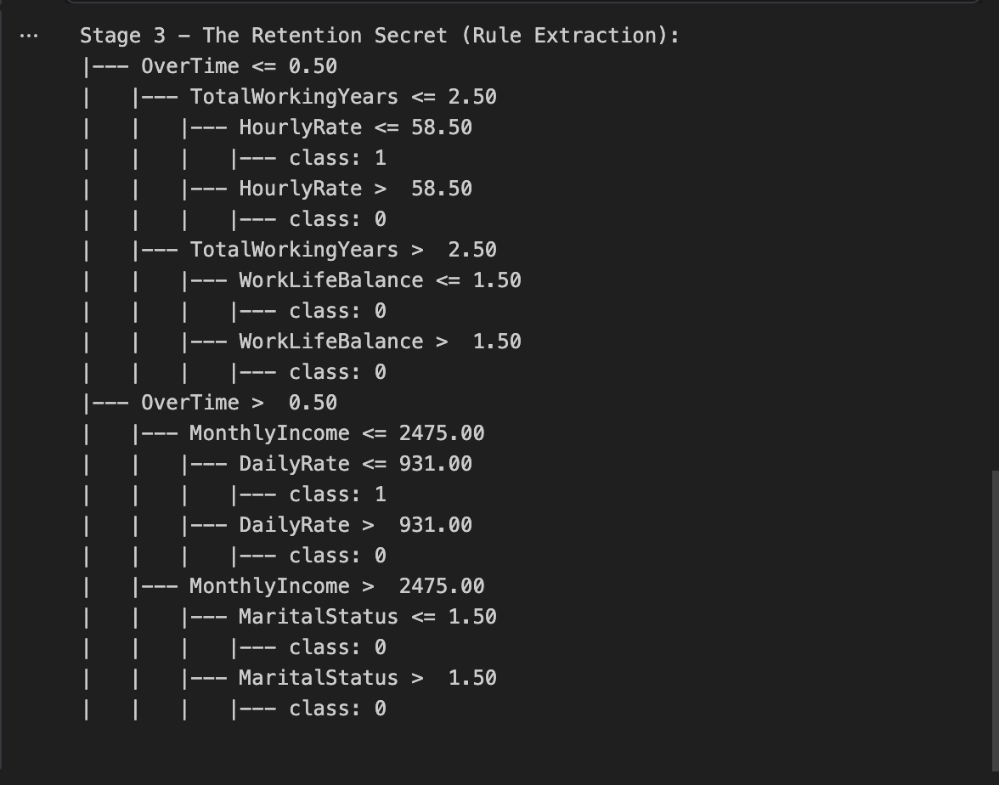 ...
Stage 3 – The Retention Secret (Rule Extraction):
|--- OverTime <= 0.50
|   |--- TotalWorkingYears <= 2.50
|   |   |--- HourlyRate <= 58.50
|   |   |   |--- class: 1
|   |   |--- HourlyRate >  58.50
|   |   |   |--- class: 0
|   |--- TotalWorkingYears >  2.50
|   |   |--- WorkLifeBalance <= 1.50
|   |   |   |--- class: 0
|   |   |--- WorkLifeBalance >  1.50
|   |   |   |--- class: 0
|--- OverTime >  0.50
|   |--- MonthlyIncome <= 2475.00
|   |   |--- DailyRate <= 931.00
|   |   |   |--- class: 1
|   |   |--- DailyRate >  931.00
|   |   |   |--- class: 0
|   |--- MonthlyIncome >  2475.00
|   |   |--- MaritalStatus <= 1.50
|   |   |   |--- class: 0
|   |   |--- MaritalStatus >  1.50
|   |   |   |--- class: 0